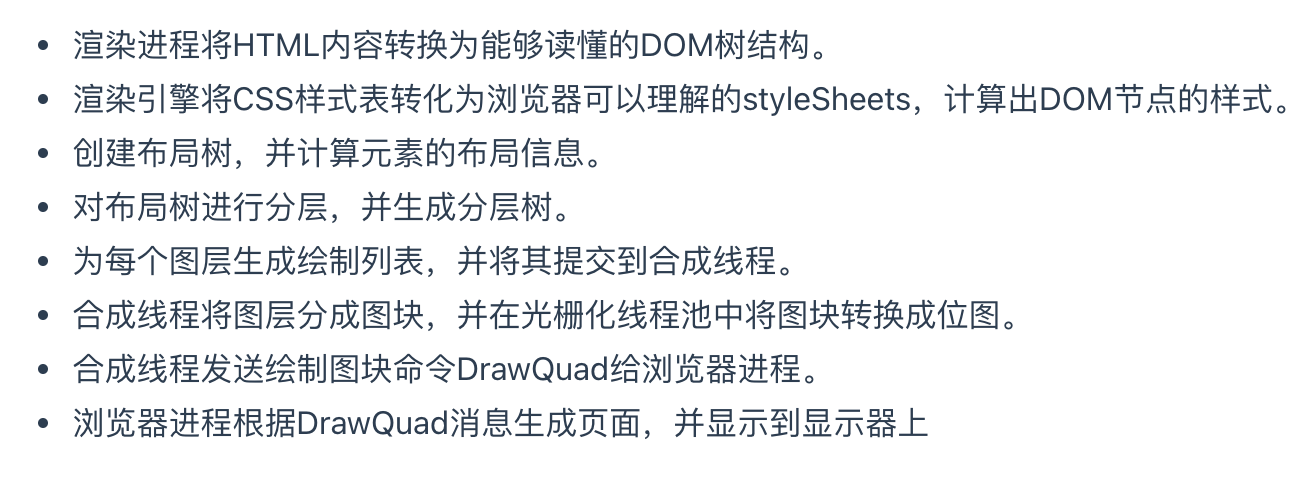 • 渲染进程将HTML内容转换为能够读懂的DOM树结构。
• 渲染引擎将CSS样式表转化为浏览器可以理解的styleSheets，计算出DOM节点的样式。
• 创建布局树，并计算元素的布局信息。
• 对布局树进行分层，并生成分层树。
• 为每个图层生成绘制列表，并将其提交到合成线程。
• 合成线程将图层分成图块，并在光栅化线程池中将图块转换成位图。
• 合成线程发送绘制图块命令DrawQuad给浏览器进程。
• 浏览器进程根据DrawQuad消息生成页面，并显示到显示器上